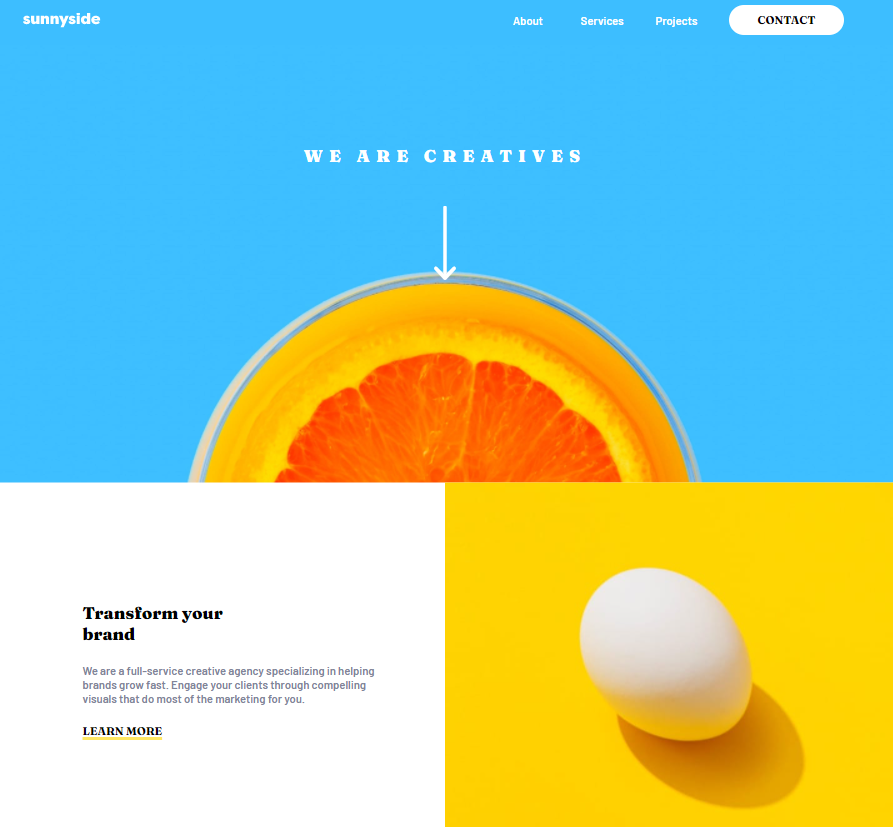 sunnyside
About Services Projects CONTACT
WE ARE CREATIVES
Transform your
brand
We are a full-service creative agency specializing in helping
brands grow fast. Engage your clients through compelling
visuals that do most of the marketing for you.
LEARN MORE